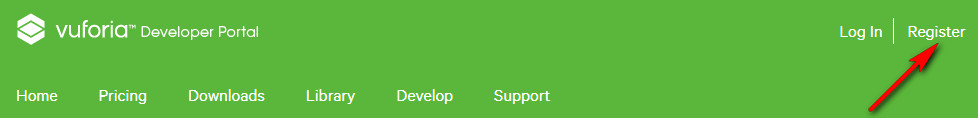 vuforia™ Developer Portal
Log In Register
Home Pricing Downloads Library Develop Support